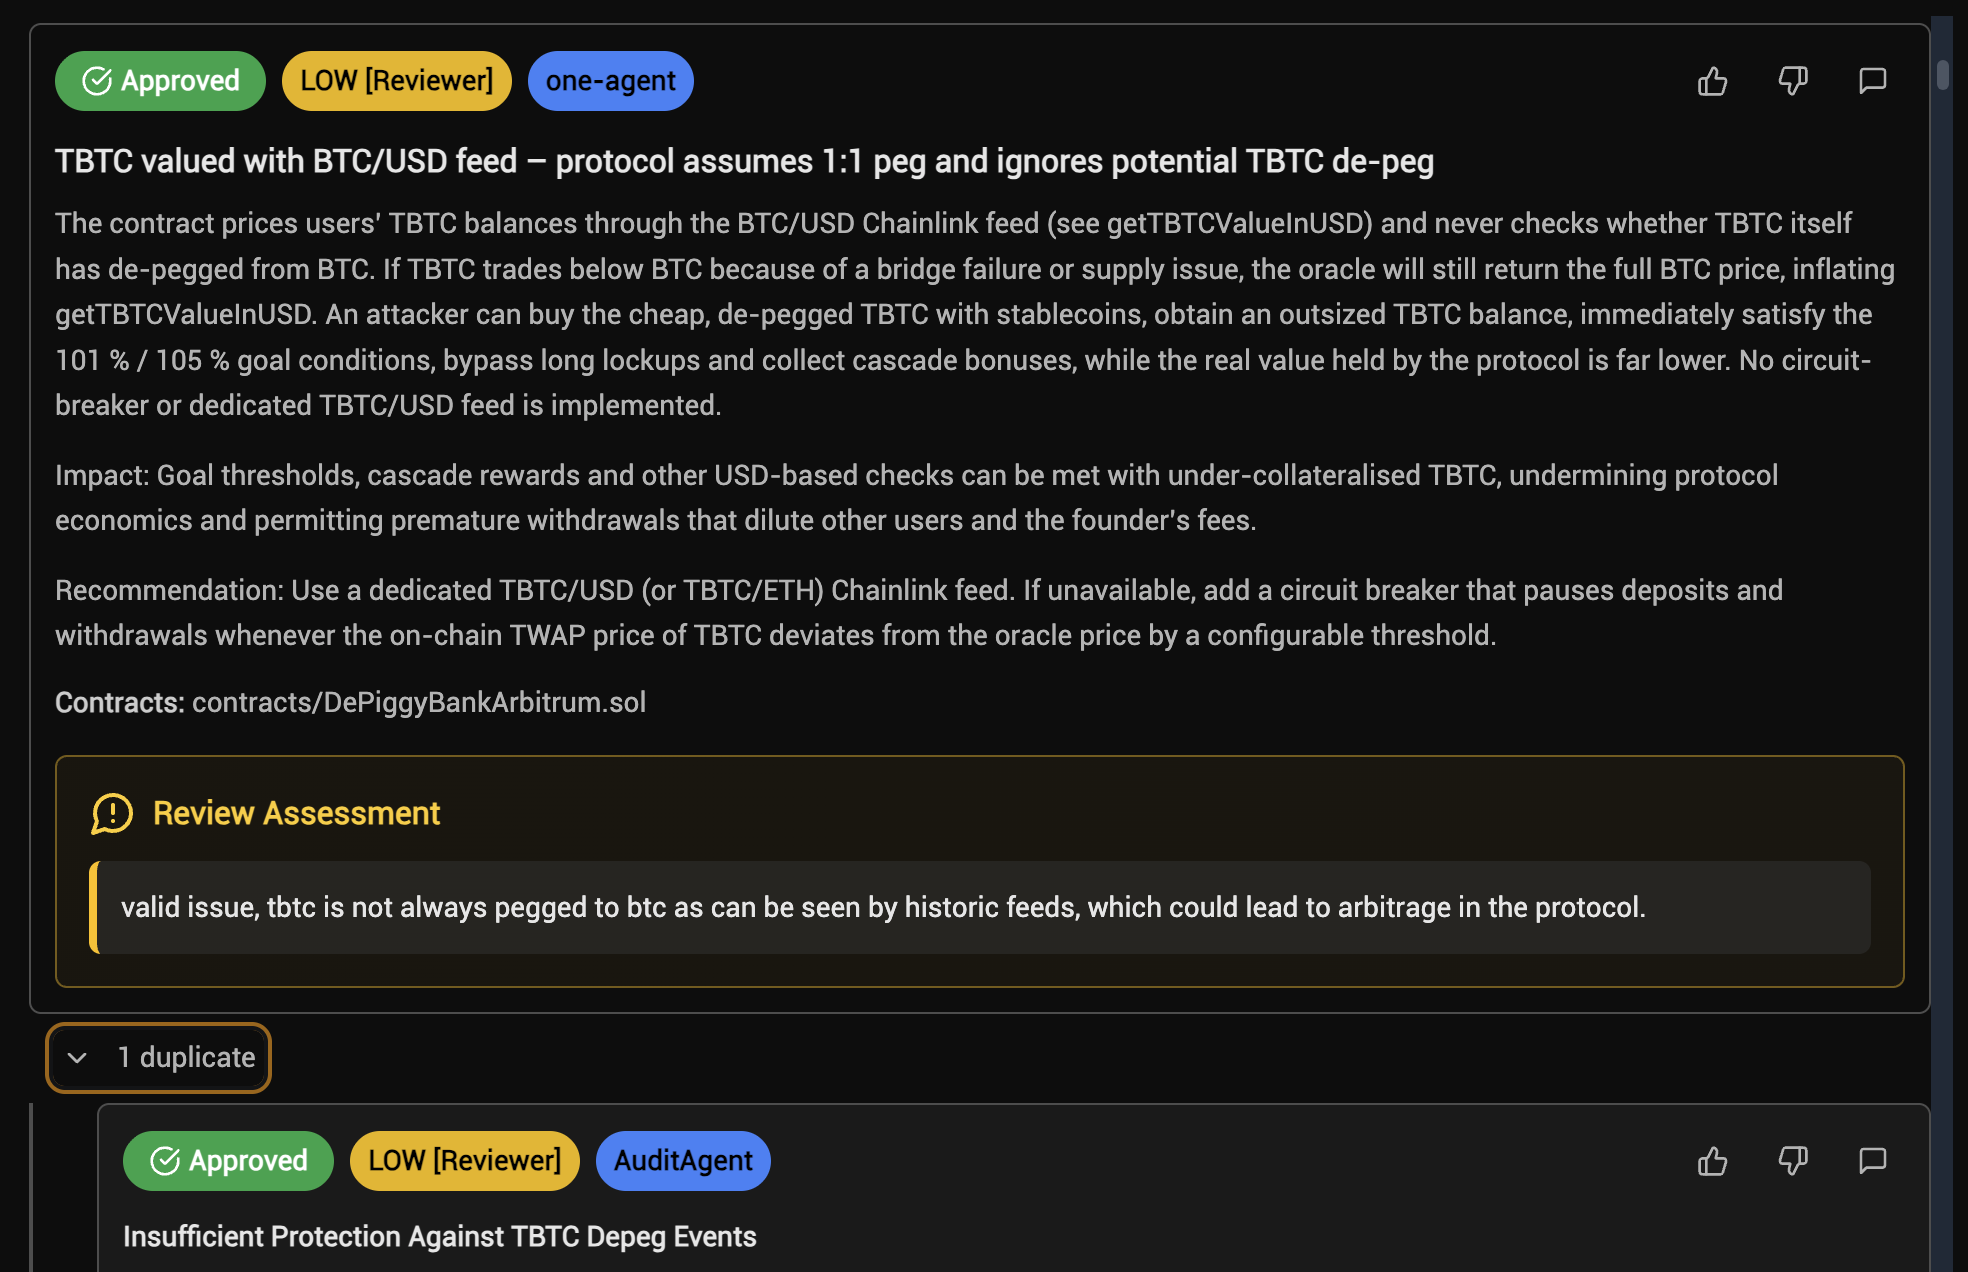 Approved
LOW [Reviewer]
one-agent
TBTC valued with BTC/USD feed – protocol assumes 1:1 peg and ignores potential TBTC de-peg
The contract prices users' TBTC balances through the BTC/USD Chainlink feed (see getTBTCValueInUSD) and never checks whether TBTC itself
has de-pegged from BTC. If TBTC trades below BTC because of a bridge failure or supply issue, the oracle will still return the full BTC price, inflating
getTBTCValueInUSD. An attacker can buy the cheap, de-pegged TBTC with stablecoins, obtain an outsized TBTC balance, immediately satisfy the
101 % / 105 % goal conditions, bypass long lockups and collect cascade bonuses, while the real value held by the protocol is far lower. No circuit-
breaker or dedicated TBTC/USD feed is implemented.
Impact: Goal thresholds, cascade rewards and other USD-based checks can be met with under-collateralised TBTC, undermining protocol
economics and permitting premature withdrawals that dilute other users and the founder's fees.
Recommendation: Use a dedicated TBTC/USD (or TBTC/ETH) Chainlink feed. If unavailable, add a circuit breaker that pauses deposits and
withdrawals whenever the on-chain TWAP price of TBTC deviates from the oracle price by a configurable threshold.
Contracts: contracts/DePiggyBankArbitrum.sol
Review Assessment
valid issue, tbtc is not always pegged to btc as can be seen by historic feeds, which could lead to arbitrage in the protocol.
1 duplicate
Approved
LOW [Reviewer]
AuditAgent
Insufficient Protection Against TBTC Depeg Events